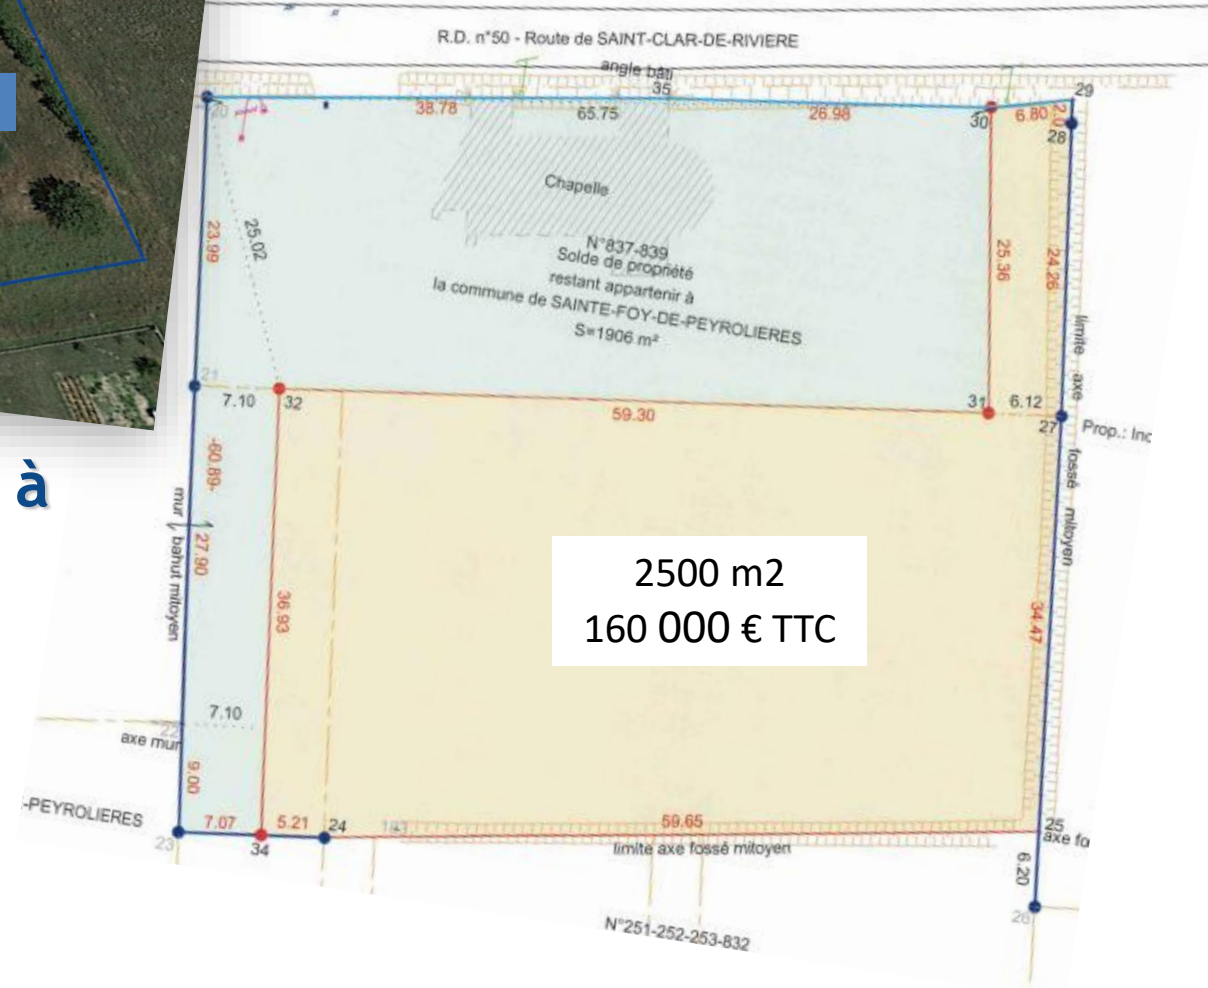 R.D. n°50 - Route de SAINT-CLAR-DE-RIVIERE
angle bâti
35
29
38.78
65.75
26.98
30
6.80
28
Chapelle
23.99
25.02
N°837-839
Solde de propriété
restant appartenir à
la commune de SAINTE-FOY-DE-PEYROLIERES
S=1906 m²
25.36
24.26
limite axe fossé mitoyen
21
7.10
32
59.30
31
6.12
27
Prop.:
à
-60.89-
mur bahut mitoyen
27.90
36.93
2500 m2
160 000 € TTC
34.47
7.10
22
axe mur
9.00
-PEYROLIERES
23
7.07
34
5.21
24
59.65
25
limite axe fossé mitoyen
axe fo
6.20
26
N°251-252-253-832